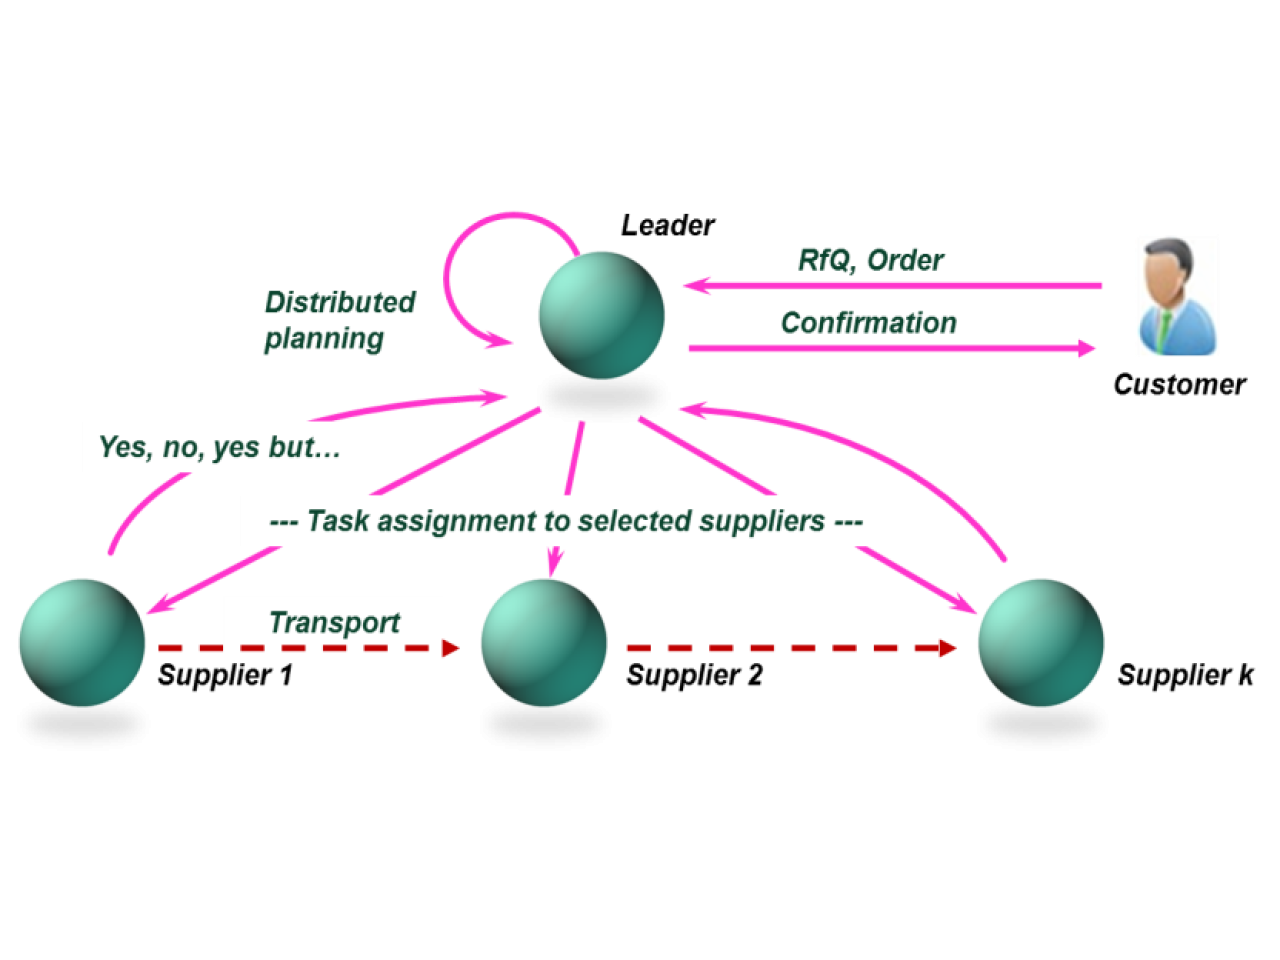 Leader
RfQ, Order
Distributed
planning
Confirmation
Customer
Yes, no, yes but…
--- Task assignment to selected suppliers ---
Transport
Supplier 1
Supplier 2
Supplier k